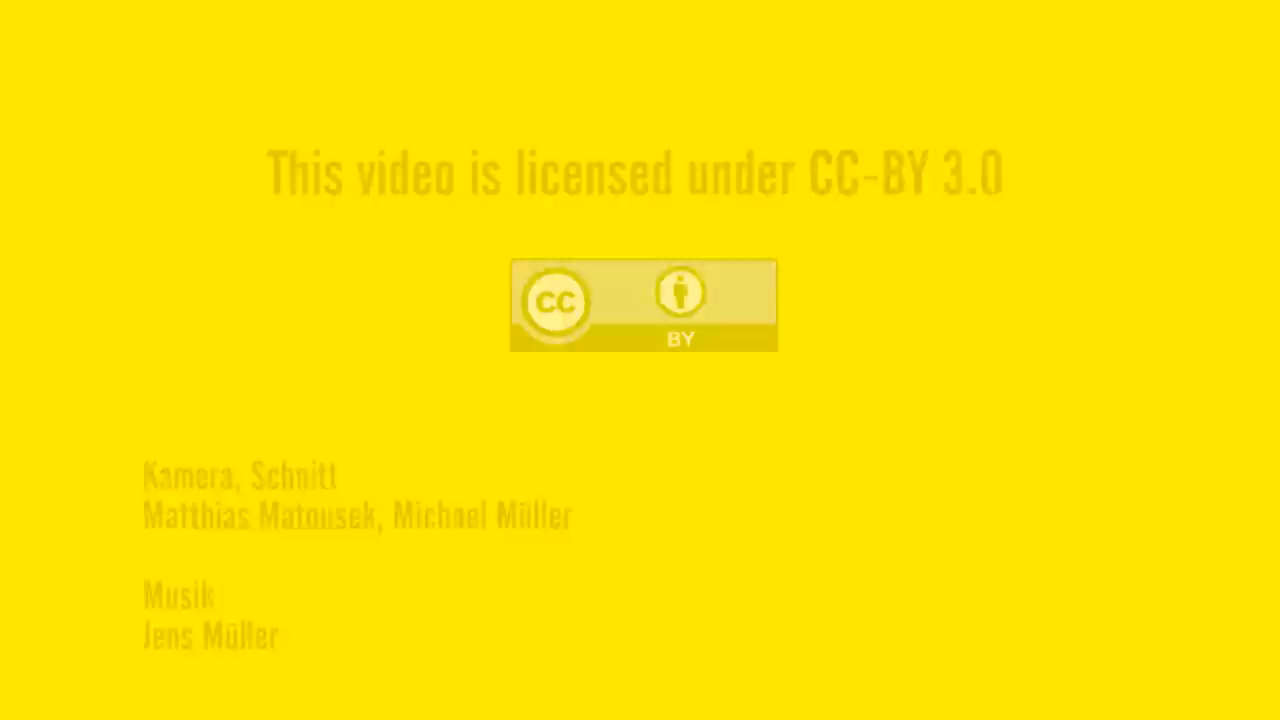 This video is licensed under CC-BY 3.0
CC
BY
Kamera, Schnitt
Matthias Matousek, Michael Müller
Musik
Jens Müller